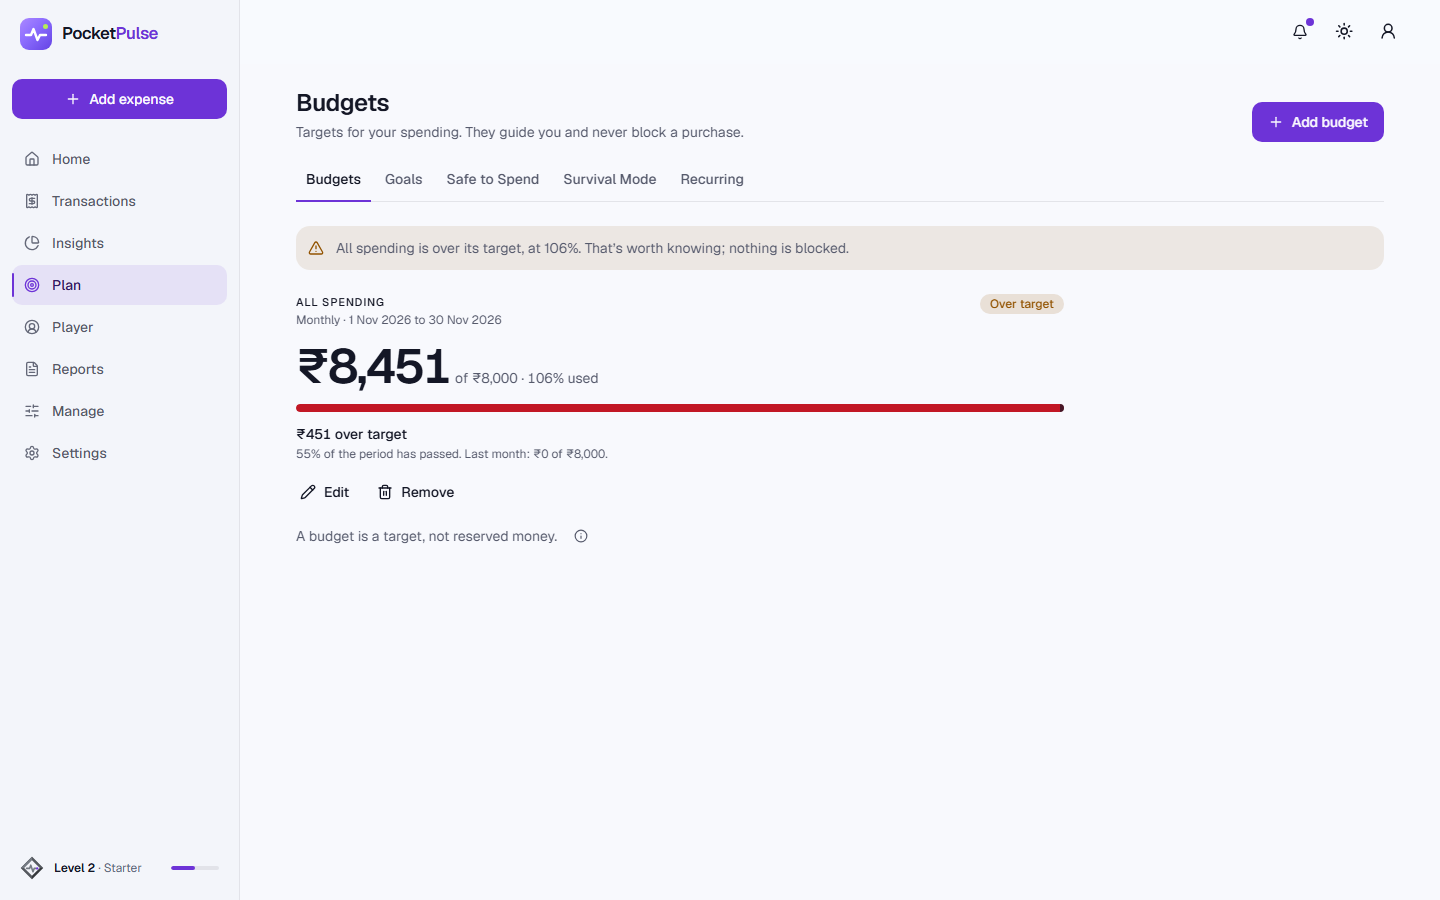 PocketPulse
Add expense
Home
Transactions
Insights
Plan
Player
Reports
Manage
Settings
Level 2 · Starter
Budgets
Targets for your spending. They guide you and never block a purchase.
Add budget
Budgets
Goals
Safe to Spend
Survival Mode
Recurring
All spending is over its target, at 106%. That's worth knowing; nothing is blocked.
ALL SPENDING
Over target
Monthly · 1 Nov 2026 to 30 Nov 2026
₹8,451 of ₹8,000 · 106% used
₹451 over target
55% of the period has passed. Last month: ₹0 of ₹8,000.
Edit
Remove
A budget is a target, not reserved money.